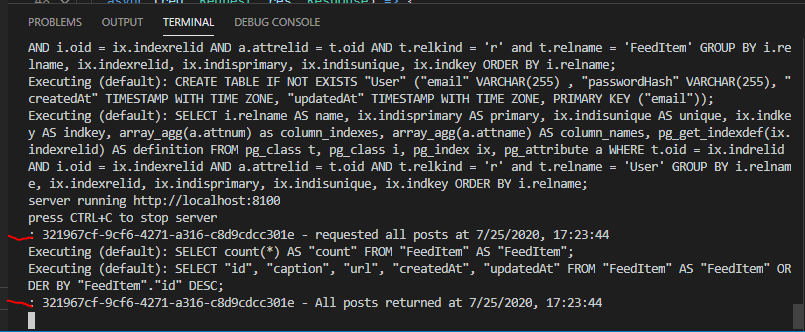 PROBLEMS OUTPUT TERMINAL DEBUG CONSOLE
AND i.oid = ix.indexrelid AND a.attrelid = t.oid AND t.relkind = 'r' and t.relname = 'FeedItem' GROUP BY i.re
lname, ix.indexrelid, ix.indisprimary, ix.indisunique, ix.indkey ORDER BY i.relname;
Executing (default): CREATE TABLE IF NOT EXISTS "User" ("email" VARCHAR(255) , "passwordHash" VARCHAR(255), "
createdAt" TIMESTAMP WITH TIME ZONE, "updatedAt" TIMESTAMP WITH TIME ZONE, PRIMARY KEY ("email"));
Executing (default): SELECT i.relname AS name, ix.indisprimary AS primary, ix.indisunique AS unique, ix.indke
y AS indkey, array_agg(a.attnum) as column_indexes, array_agg(a.attname) AS column_names, pg_get_indexdef(ix.
indexrelid) AS definition FROM pg_class t, pg_class i, pg_index ix, pg_attribute a WHERE t.oid = ix.indrelid
AND i.oid = ix.indexrelid AND a.attrelid = t.oid AND t.relkind = 'r' and t.relname = 'User' GROUP BY i.relnam
e, ix.indexrelid, ix.indisprimary, ix.indisunique, ix.indkey ORDER BY i.relname;
server running http://localhost:8100
press CTRL+C to stop server
: 321967cf-9cf6-4271-a316-c8d9cdcc301e - requested all posts at 7/25/2020, 17:23:44
Executing (default): SELECT count(*) AS "count" FROM "FeedItem" AS "FeedItem";
Executing (default): SELECT "id", "caption", "url", "createdAt", "updatedAt" FROM "FeedItem" AS "FeedItem" OR
DER BY "FeedItem"."id" DESC;
: 321967cf-9cf6-4271-a316-c8d9cdcc301e - All posts returned at 7/25/2020, 17:23:44